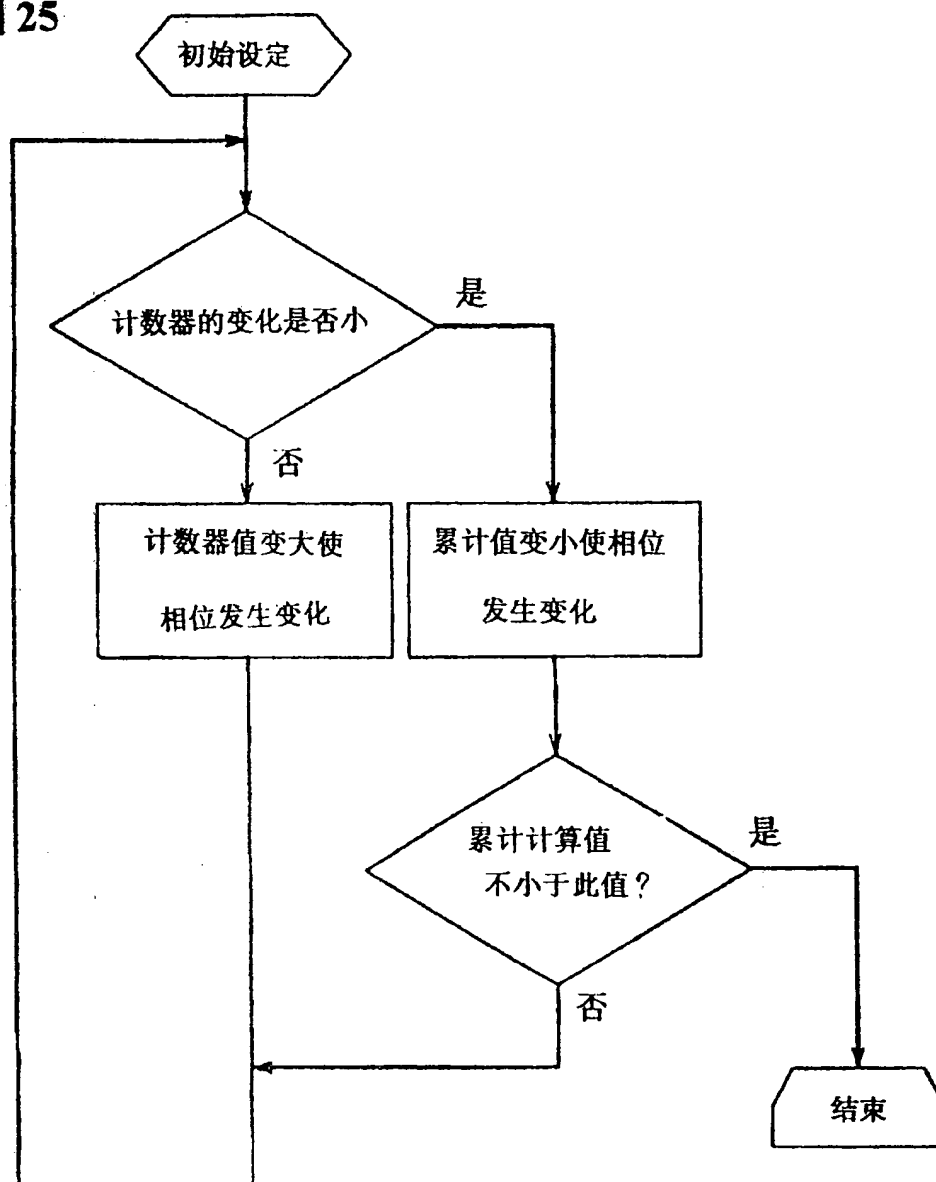 25
初始设定
计数器的变化是否小
是
否
计数器值变大使
相位发生变化
累计值变小使相位
发生变化
累计计算值
不小于此值?
是
否
结束